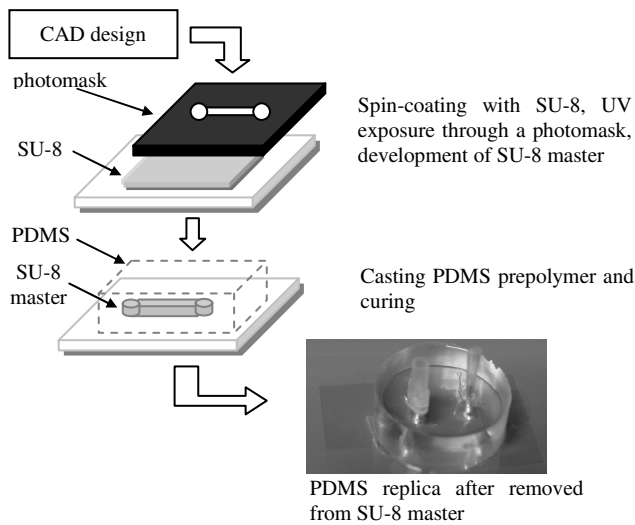 CAD design
photomask
SU-8
Spin-coating with SU-8, UV
exposure through a photomask,
development of SU-8 master
PDMS
SU-8
master
Casting PDMS prepolymer and
curing
PDMS replica after removed
from SU-8 master